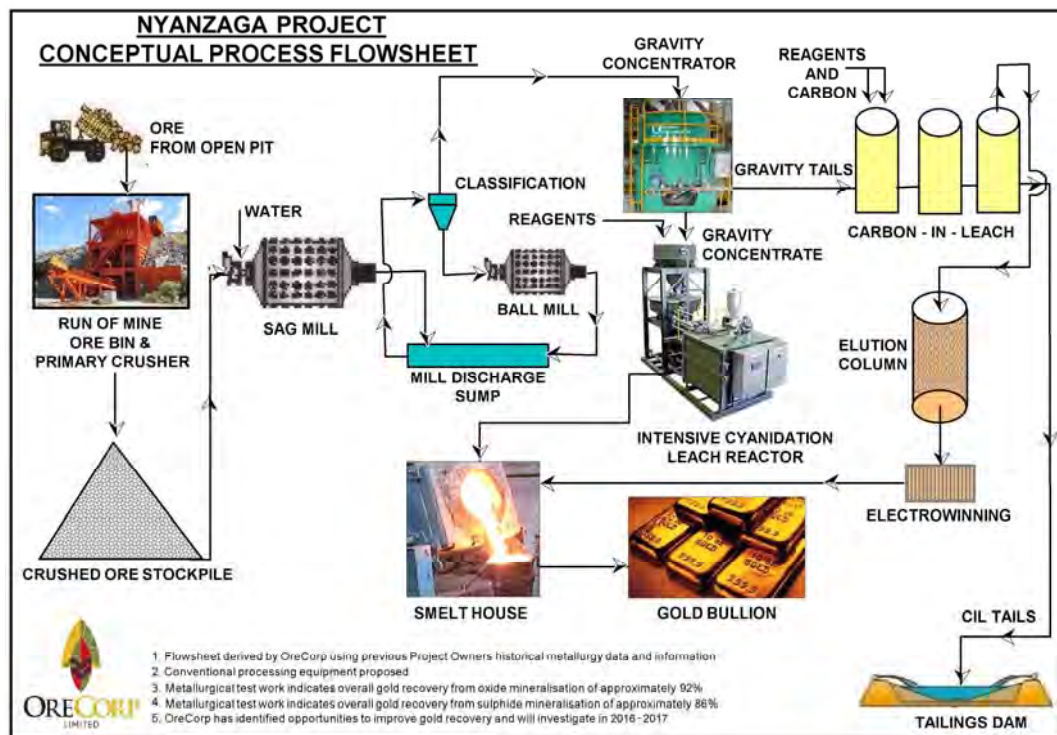 NYANZAGA PROJECT
CONCEPTUAL PROCESS FLOWSHEET
ORE
FROM OPEN PIT
RUN OF MINE
ORE BIN &
PRIMARY CRUSHER
CRUSHED ORE STOCKPILE
WATER
SAG MILL
CLASSIFICATION
BALL MILL
MILL DISCHARGE
SUMP
GRAVITY
CONCENTRATOR
GRAVITY TAILS
REAGENTS
GRAVITY
CONCENTRATE
INTENSIVE CYANIDATION
LEACH REACTOR
REAGENTS
AND
CARBON
CARBON - IN - LEACH
ELUTION
COLUMN
ELECTROWINNING
SMELT HOUSE
GOLD BULLION
CIL TAILS
TAILINGS DAM
ORECORP
LIMITED
1. Flowsheet derived by OreCorp using previous Project Owners historical metallurgy data and information
2. Conventional processing equipment proposed
3. Metallurgical test work indicates overall gold recovery from oxide mineralisation of approximately 92%
4. Metallurgical test work indicates overall gold recovery from sulphide mineralisation of approximately 86%
5. OreCorp has identified opportunities to improve gold recovery and will investigate in 2016 - 2017